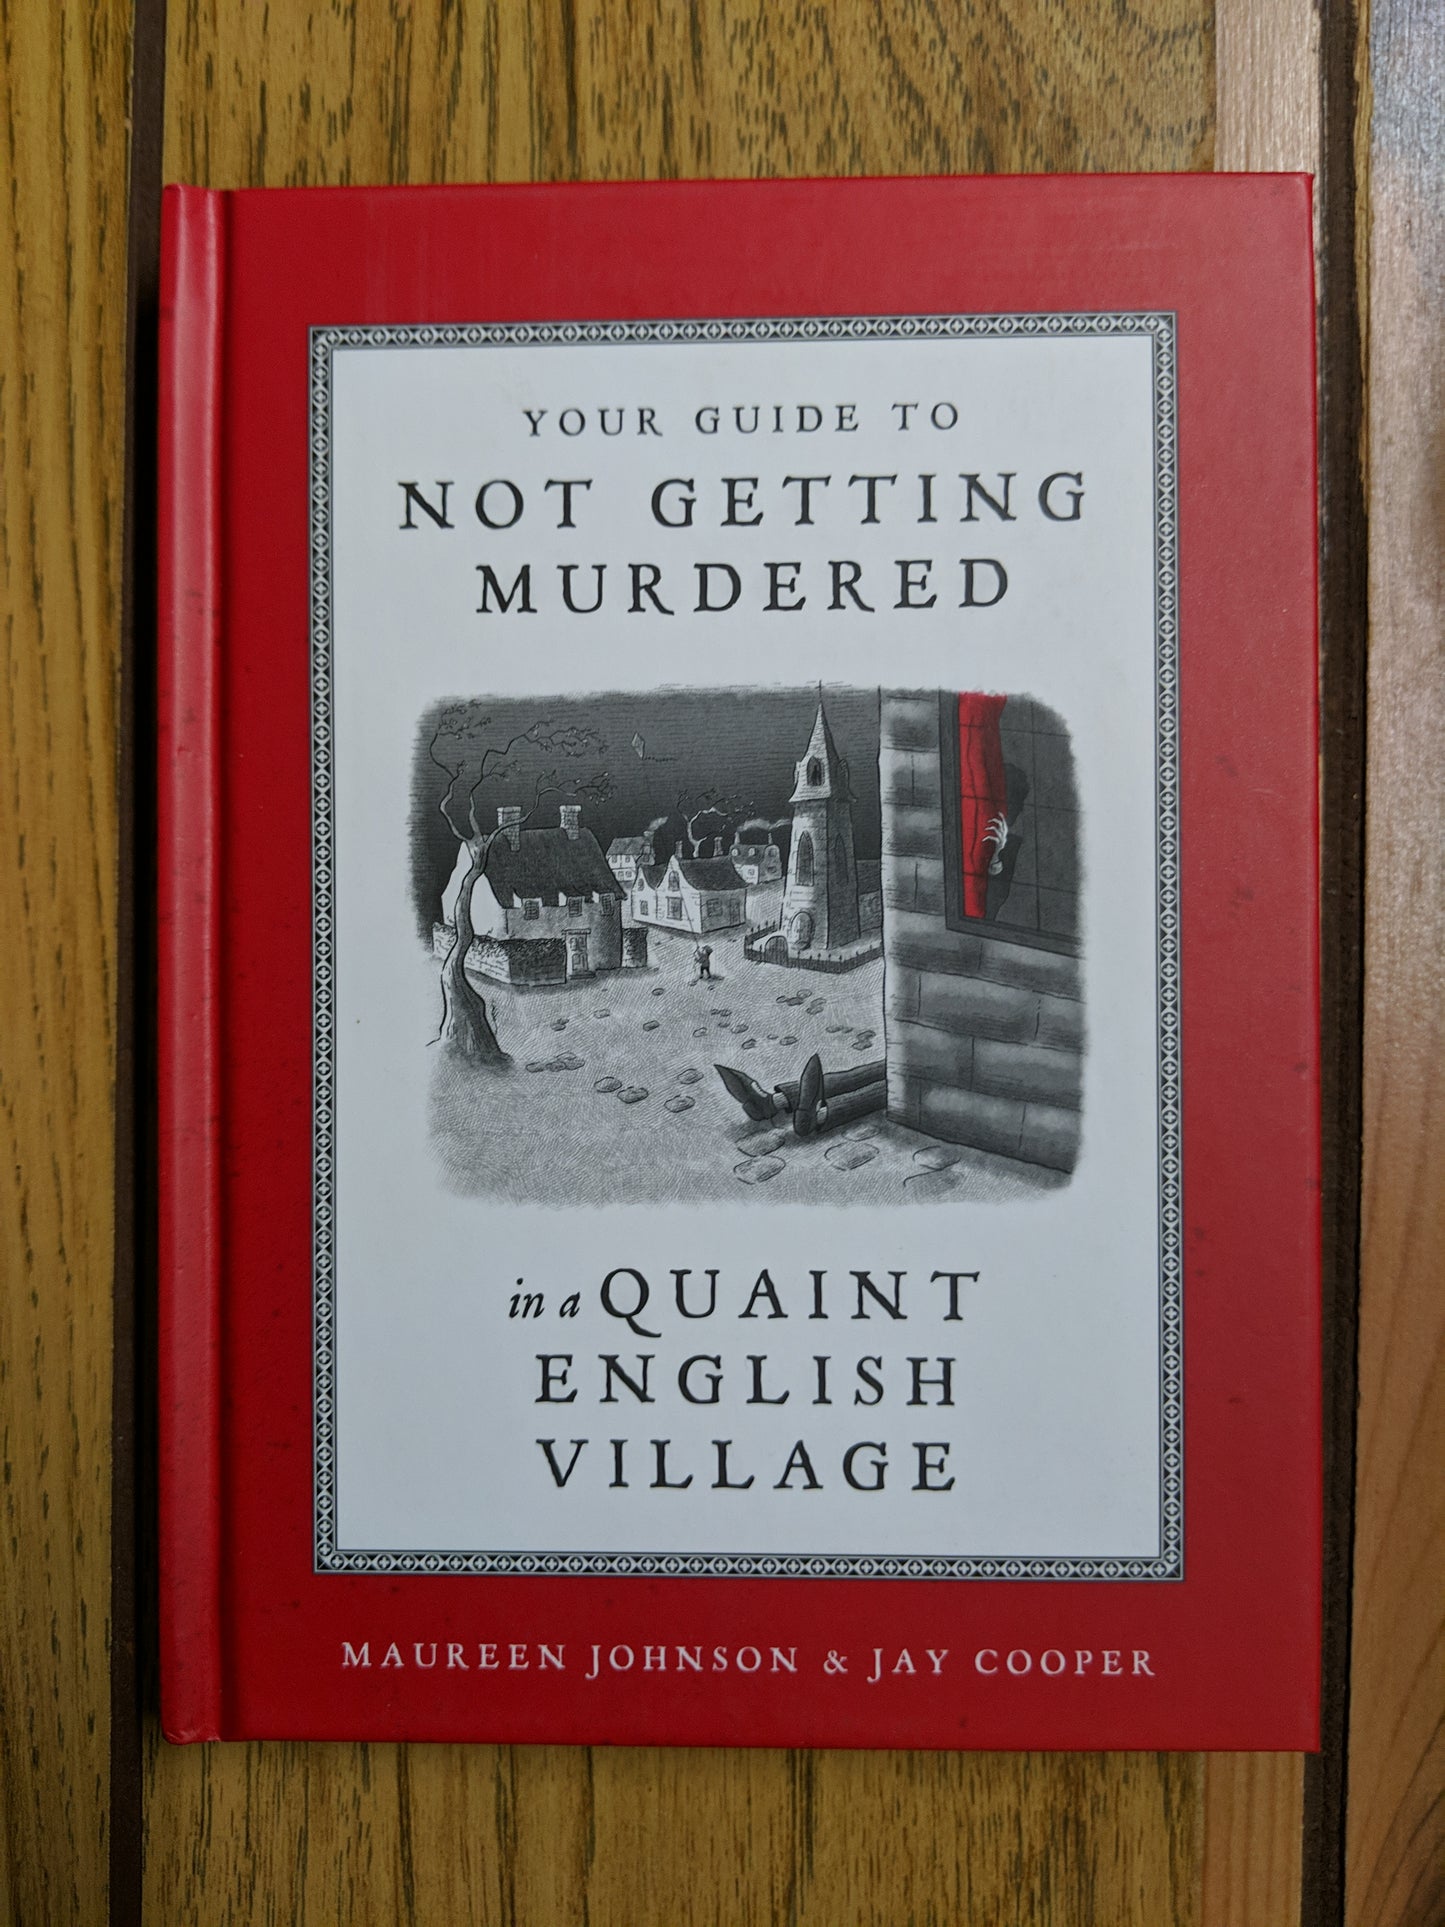 YOUR GUIDE TO
NOT GETTING
MURDERED
in a QUAINT
ENGLISH
VILLAGE
MAUREEN JOHNSON & JAY COOPER